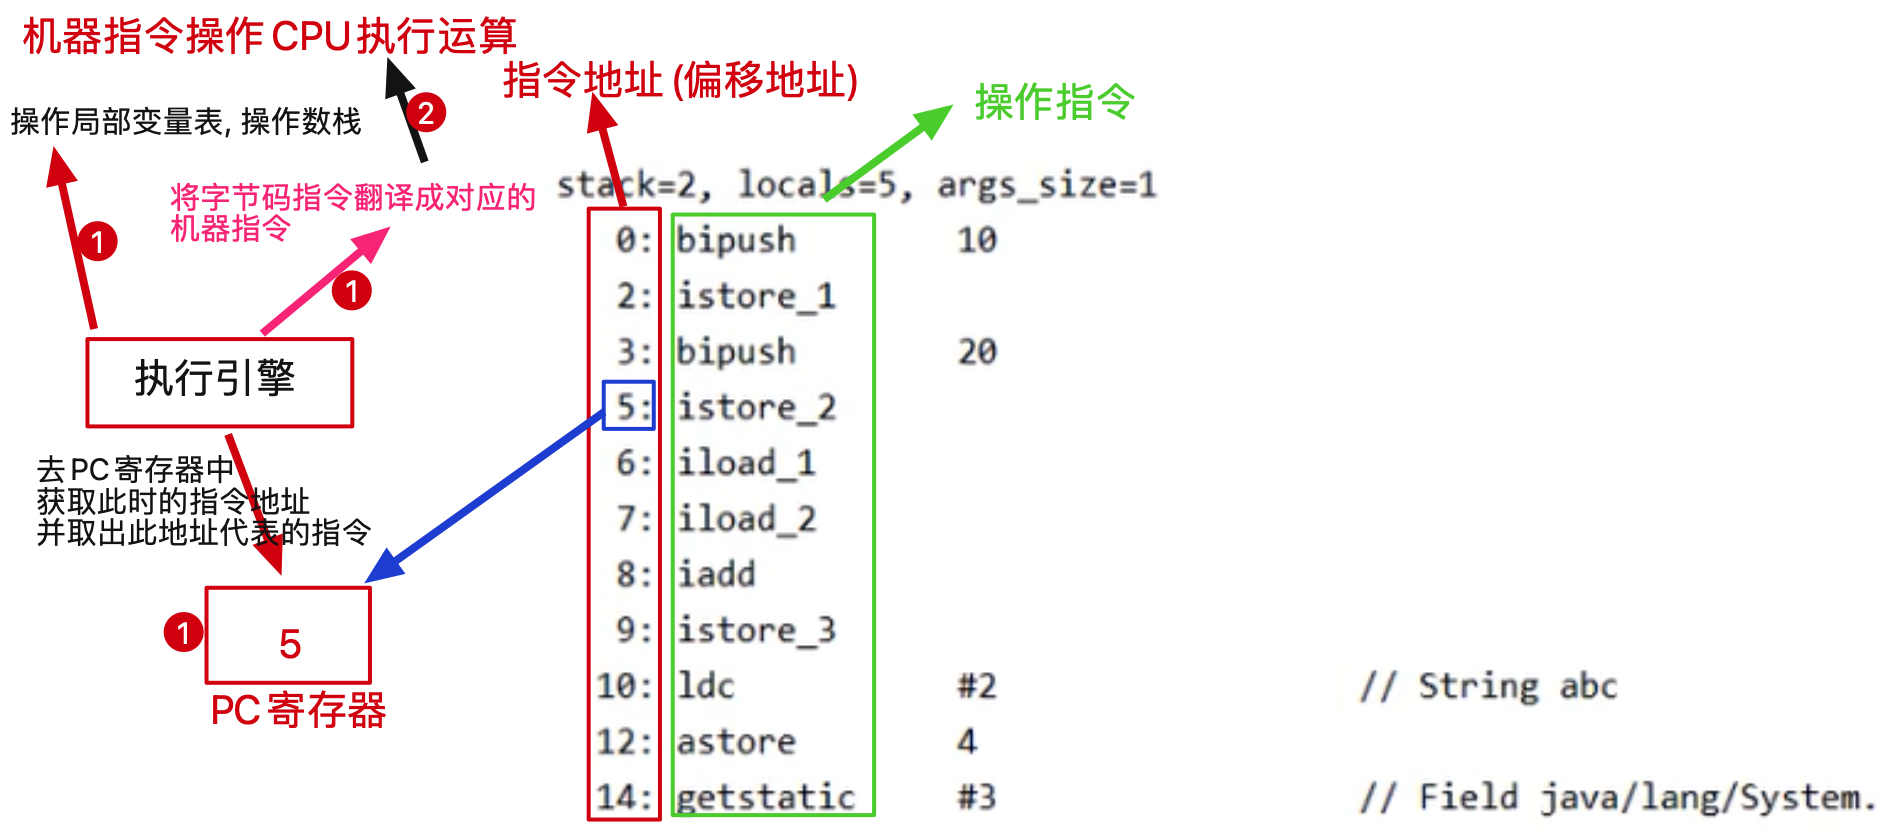 机器指令操作CPU执行运算
指令地址(偏移地址)
操作指令
操作局部变量表, 操作数栈
2
将字节码指令翻译成对应的
机器指令
1
1
执行引擎
去PC寄存器中
获取此时的指令地址
并取出此地址代表的指令
1
5
PC寄存器
stack=2, locals=5, args_size=1
0: bipush 10
2: istore_1
3: bipush 20
5: istore_2
6: iload_1
7: iload_2
8: iadd
9: istore_3
10: ldc #2 // String abc
12: astore 4
14: getstatic #3 // Field java/lang/System.